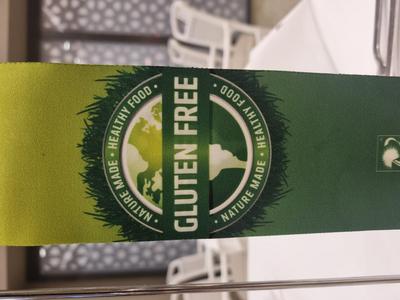 NATURE MADE • HEALTHY FOOD •
GLUTEN FREE
• NATURE MADE • HEALTHY FOOD •